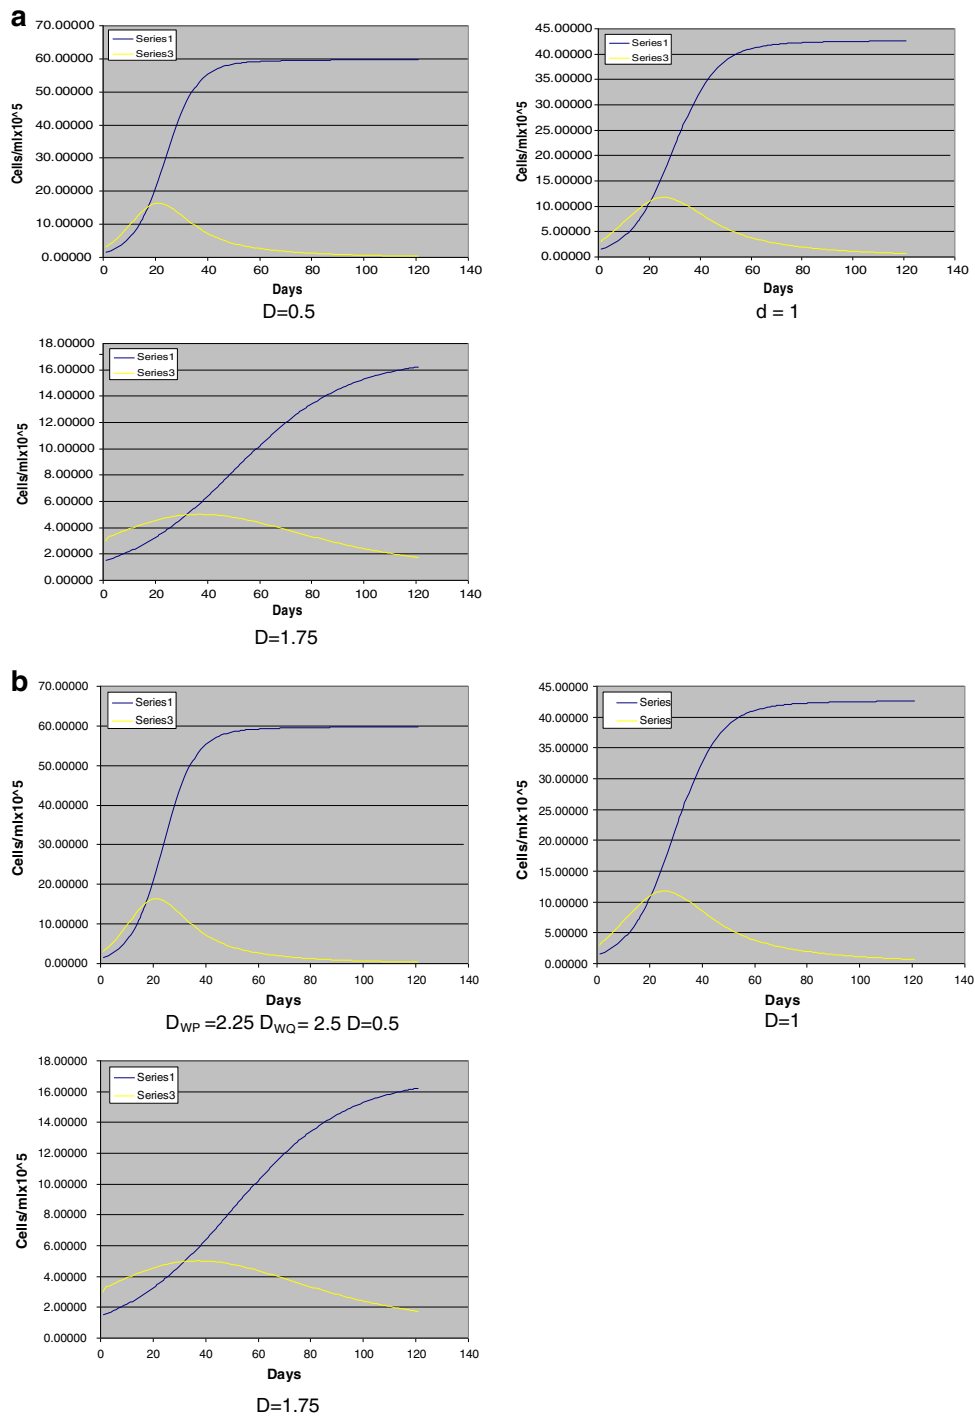 a
70.00000
60.00000
50.00000
40.00000
30.00000
20.00000
10.00000
0.00000
Cells/mlx10^5
Series1
Series3
0 20 40 60 80 100 120 140
Days
D=0.5
45.00000
40.00000
35.00000
30.00000
25.00000
20.00000
15.00000
10.00000
5.00000
0.00000
Cells/mlx10^5
Series1
Series3
0 20 40 60 80 100 120 140
Days
d = 1
18.00000
16.00000
14.00000
12.00000
10.00000
8.00000
6.00000
4.00000
2.00000
0.00000
Cells/mlx10^5
Series1
Series3
0 20 40 60 80 100 120 140
Days
D=1.75
b
70.00000
60.00000
50.00000
40.00000
30.00000
20.00000
10.00000
0.00000
Cells/mlx10^5
Series1
Series3
0 20 40 60 80 100 120 140
Days
DWP =2.25 DWQ = 2.5 D=0.5
45.00000
40.00000
35.00000
30.00000
25.00000
20.00000
15.00000
10.00000
5.00000
0.00000
Cells/mlx10^5
Series
Series
0 20 40 60 80 100 120 140
Days
D=1
18.00000
16.00000
14.00000
12.00000
10.00000
8.00000
6.00000
4.00000
2.00000
0.00000
Cells/mlx10^5
Series1
Series3
0 20 40 60 80 100 120 140
Days
D=1.75